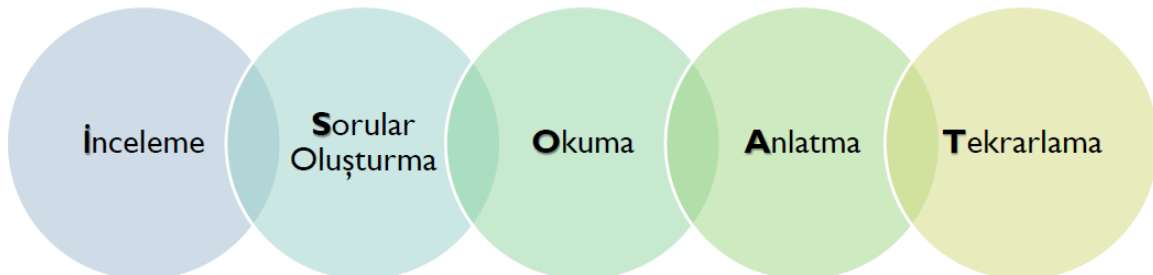 İnceleme
Sorular
Oluşturma
Okuma
Anlatma
Tekrarlama